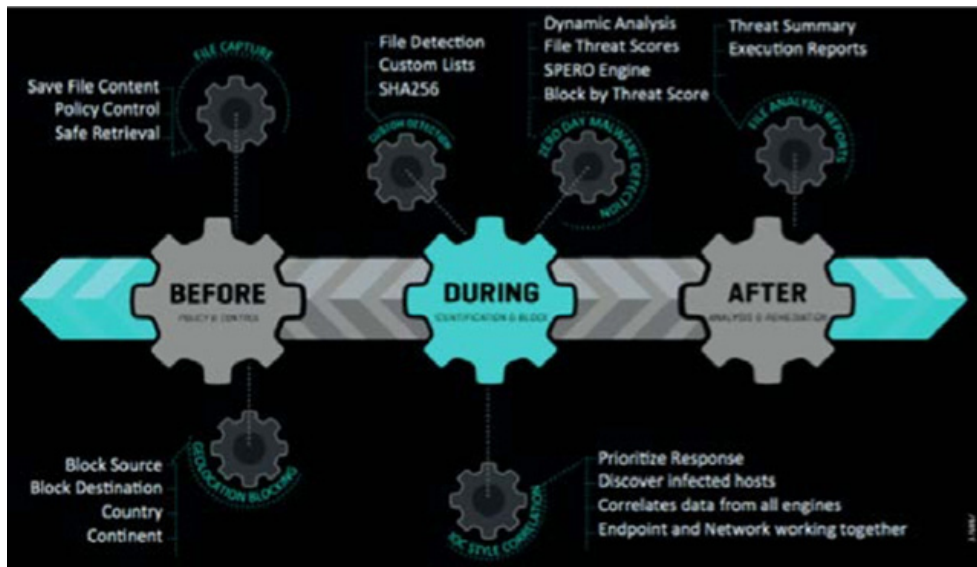 FILE CAPTURE
Save File Content
Policy Control
Safe Retrieval
File Detection
Custom Lists
SHA256
CUSTOM DETECTION
Dynamic Analysis
File Threat Scores
SPERO Engine
Block by Threat Score
ZERO DAY MALWARE DETECTION
Threat Summary
Execution Reports
FILE ANALYSIS REPORTS
BEFORE
POLICY & CONTROL
DURING
IDENTIFICATION & BLOCK
AFTER
ANALYSIS & REMEDIATION
GEOLOCATION BLOCKING
Block Source
Block Destination
Country
Continent
IOC STYLE CORRELATION
Prioritize Response
Discover infected hosts
Correlates data from all engines
Endpoint and Network working together